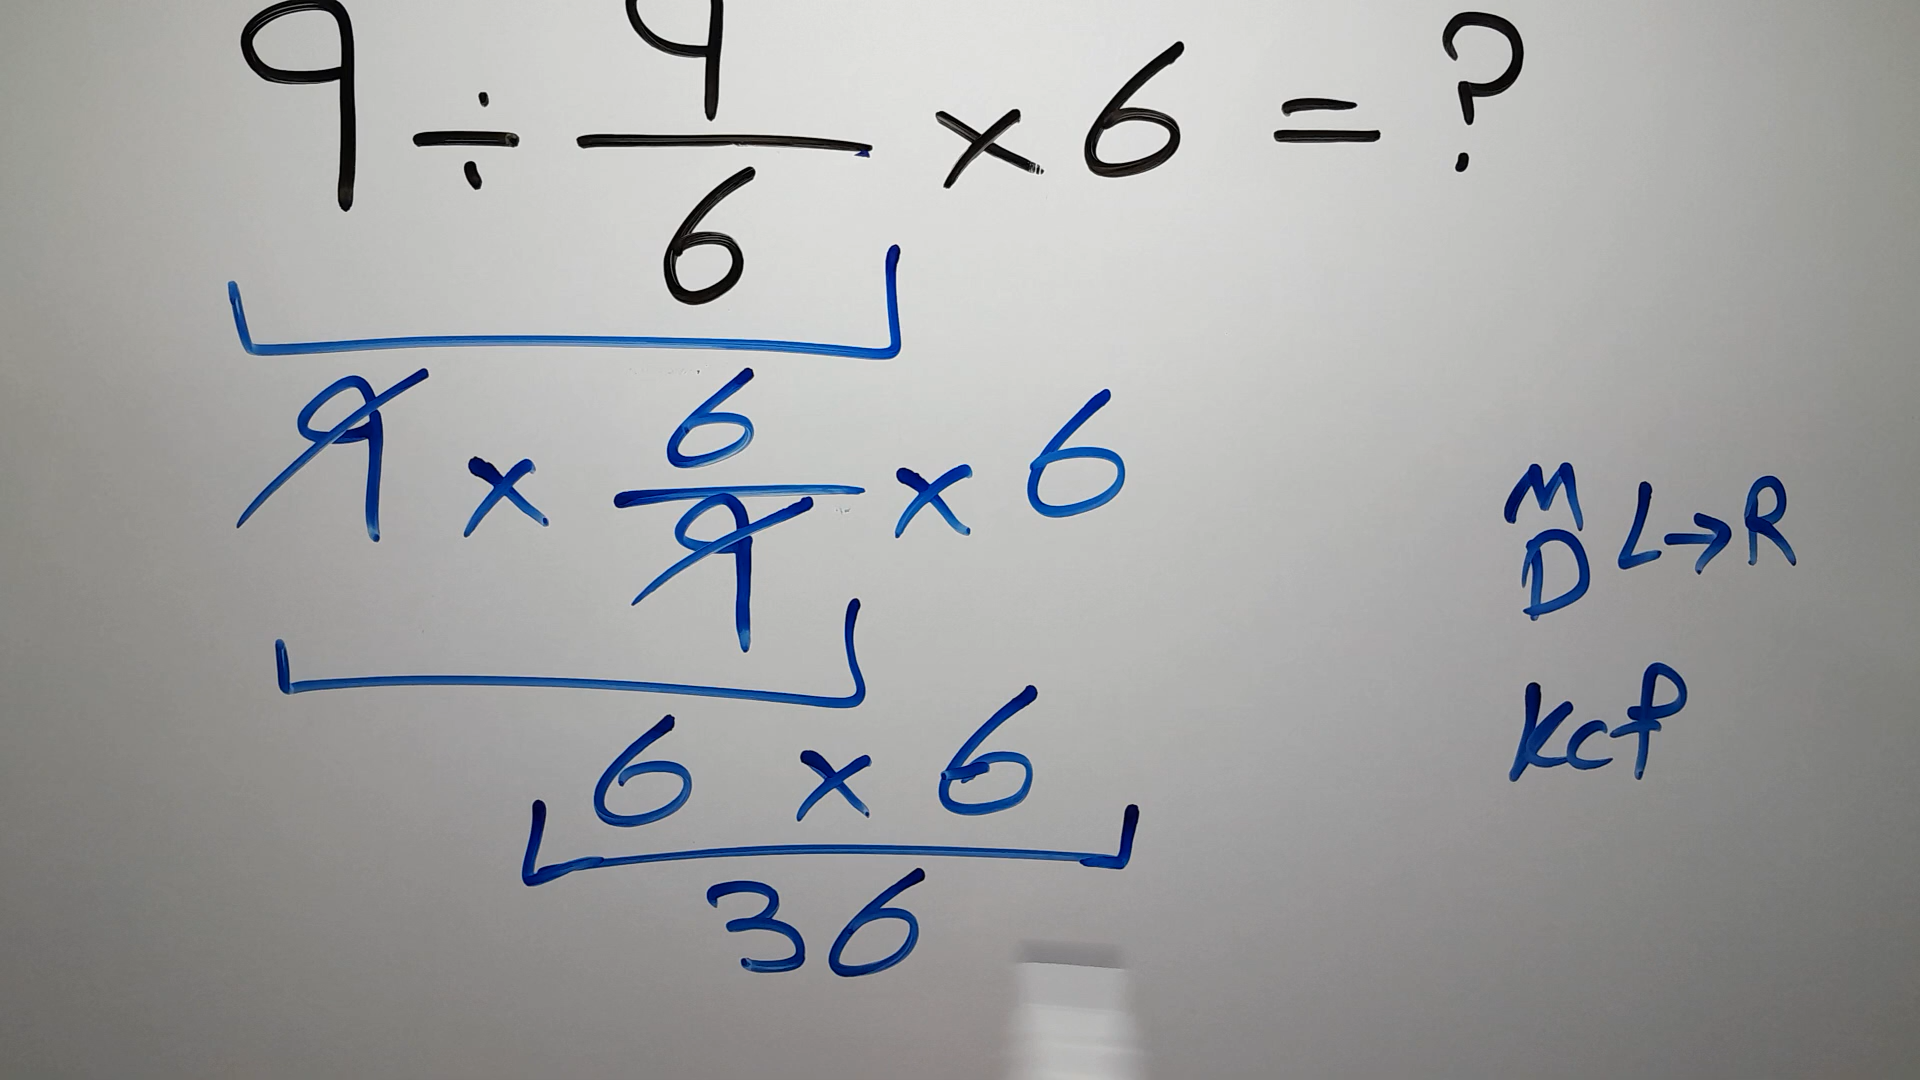 9 ÷ 9/6 × 6 = ?
9 × 6/9 × 6
M
D L→R
6 × 6
Kcf
36